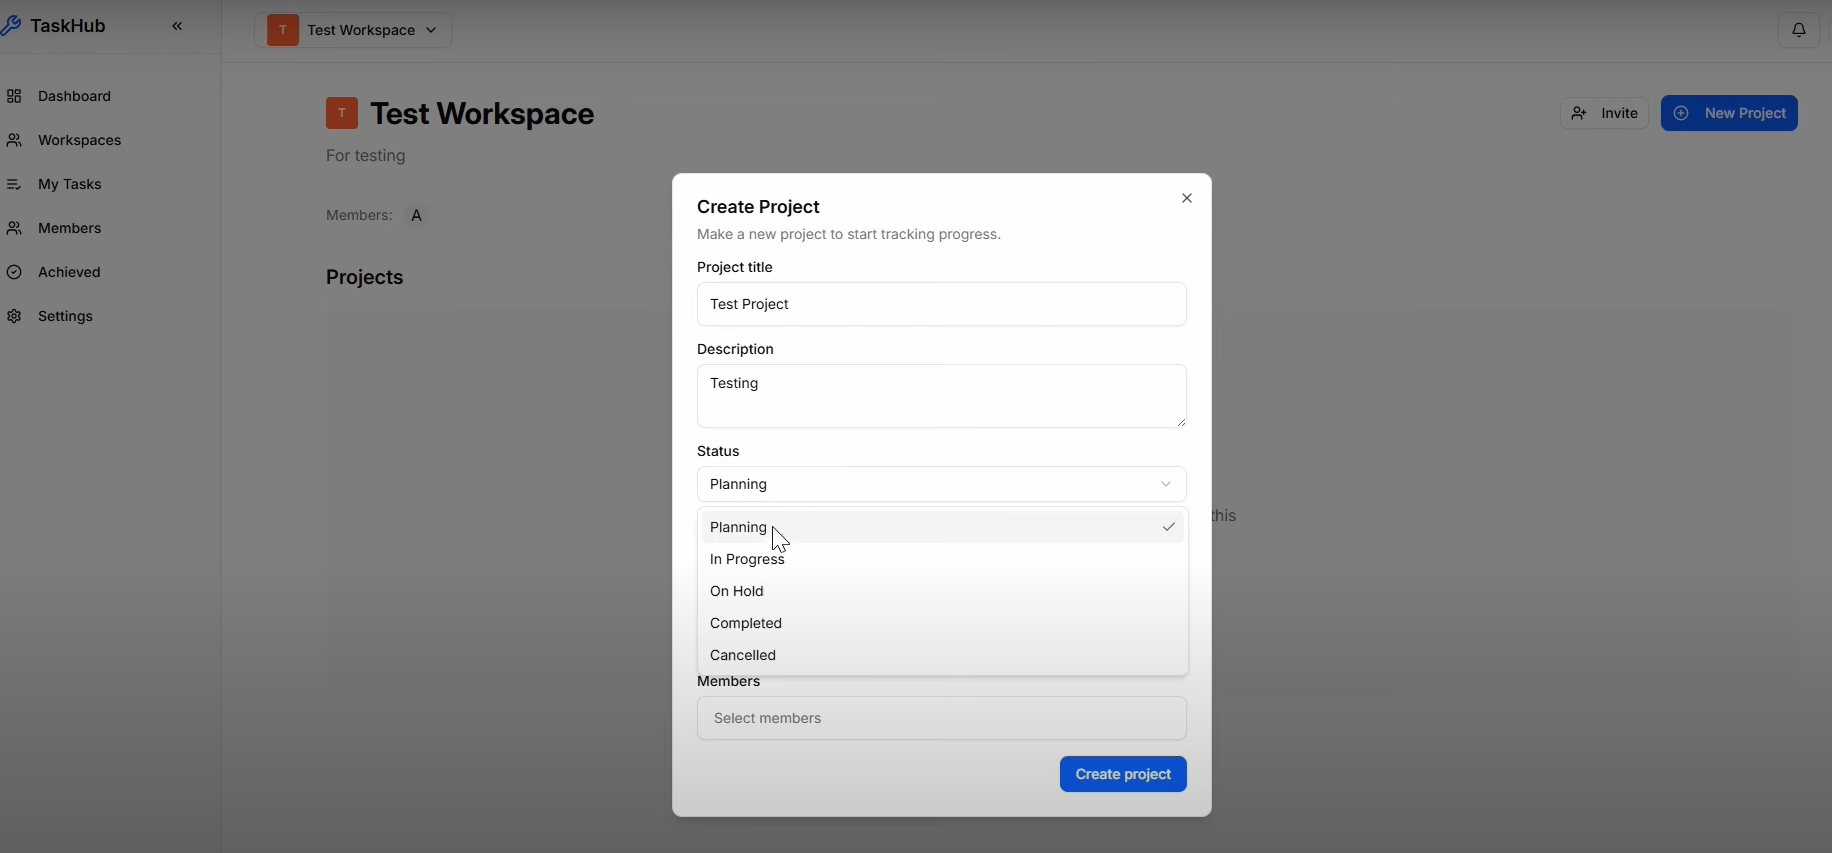 TaskHub
T Test Workspace
Dashboard
Workspaces
My Tasks
Members
Achieved
Settings
T Test Workspace
For testing
Members: A
Invite
New Project
Projects
this
Create Project
Make a new project to start tracking progress.
Project title
Test Project
Description
Testing
Status
Planning
Planning
In Progress
On Hold
Completed
Cancelled
Members
Select members
Create project